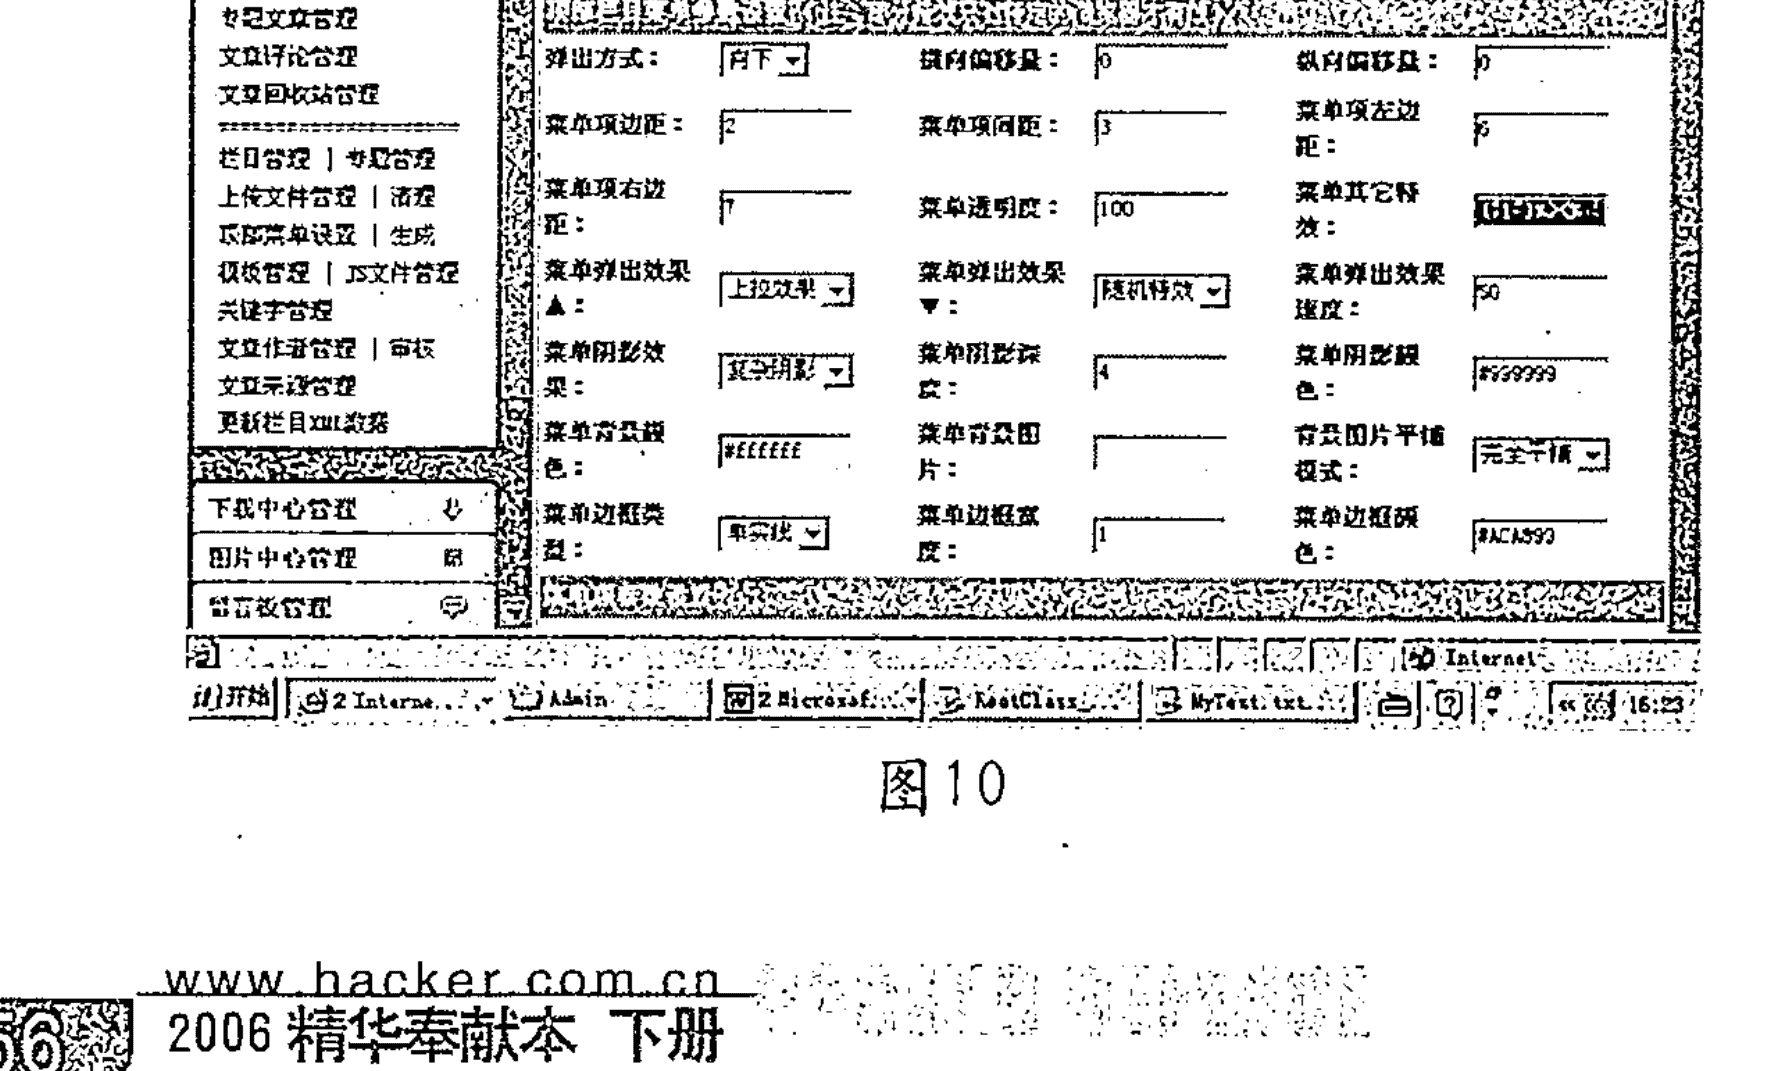 专题文章管理
文章评论管理
文章回收站管理
栏目管理 | 专题管理
上传文件管理 | 清理
顶部菜单设置 | 生成
模板管理 | JS文件管理
关键字管理
文章作者管理 | 审核
更新栏目XML数据
下载中心管理
图片中心管理
留言板管理
弹出方式： 向下 横向偏移量： 0 纵向偏移量： 0
菜单项边距： 2 菜单项间距： 3 菜单项左边距： 6
菜单项右边距： 7 菜单透明度： 100 菜单其它特效：
菜单弹出效果▲： 上拉效果 菜单弹出效果▼： 随机特效 菜单弹出效果速度： 50
菜单阴影效果： 复杂阴影 菜单阴影深度： 4 菜单阴影颜色： #999999
菜单背景颜色： #ffffff 菜单背景图片： 背景图片平铺模式： 完全平铺
菜单边框类型： 单实线 菜单边框宽度： 1 菜单边框颜色： #ACA899
Internet
开始 2 Interne... Admin 2 Microsof... RootClass_... MyText.txt... 16:23
图10
www.hacker.com.cn
56 2006 精华奉献本 下册